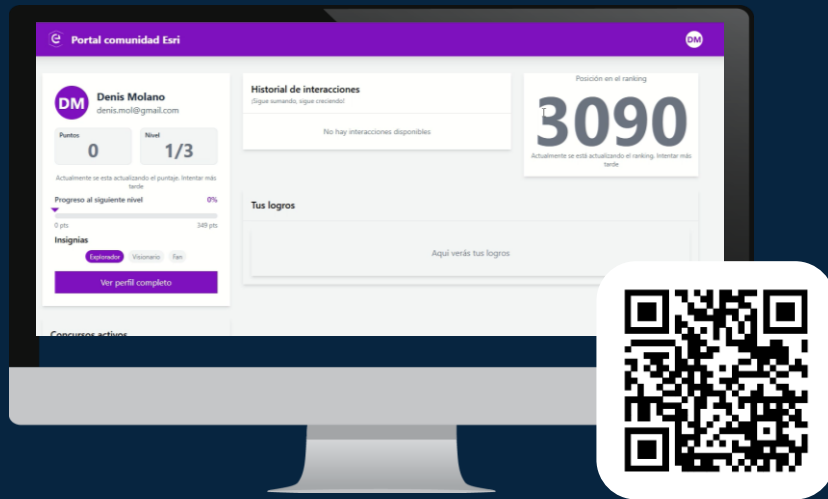 Portal comunidad Esri
DM
DM
Denis Molano
denis.mol@gmail.com
Puntos
0
Nivel
1/3
Actualmente se esta actualizando el puntaje. Intentar más
tarde
Progreso al siguiente nivel
0%
0 pts
349 pts
Insignias
Explorador
Visionario
Fan
Ver perfil completo
Concursos activos
Historial de interacciones
¡Sigue sumando, sigue creciendo!
No hay interacciones disponibles
Tus logros
Aqui verás tus logros
Posición en el ranking
3090
Actualmente se está actualizando el ranking. Intentar más
tarde